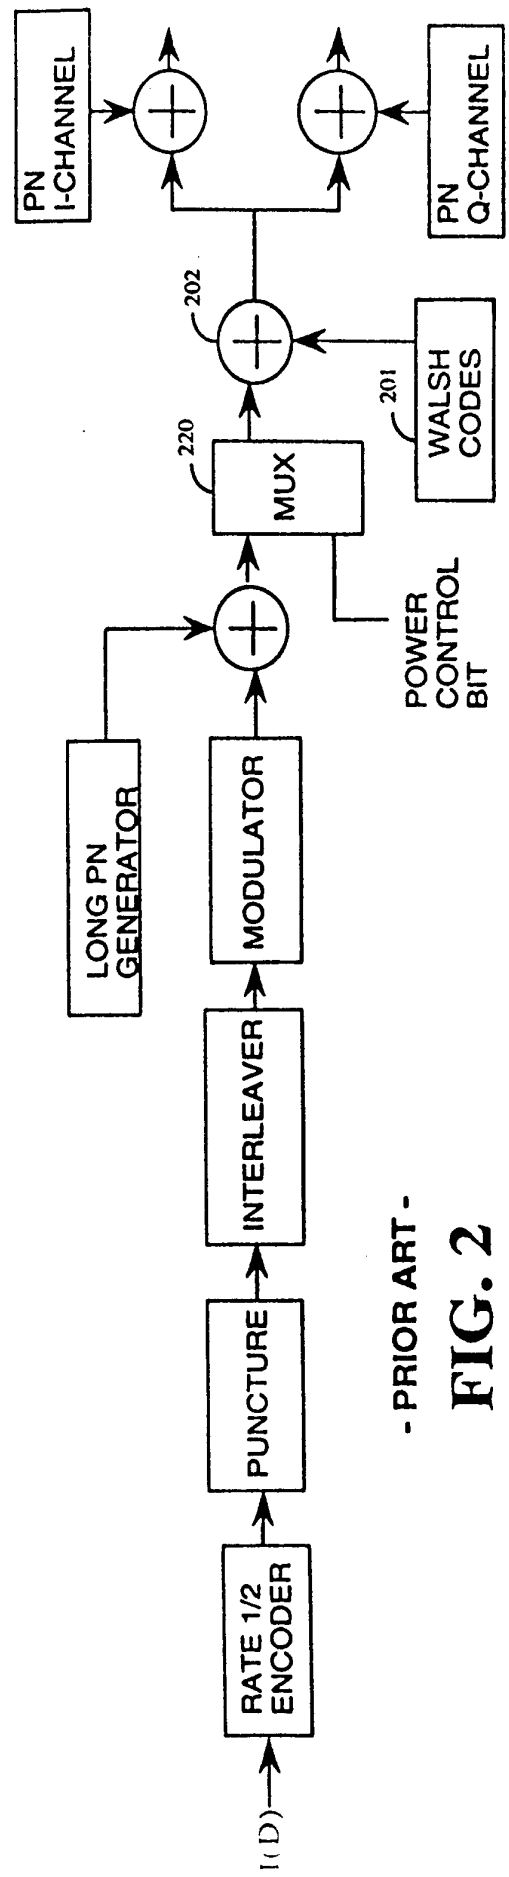 I(D)
RATE 1/2
ENCODER
PUNCTURE
INTERLEAVER
MODULATOR
LONG PN
GENERATOR
MUX
220
POWER
CONTROL
BIT
202
WALSH
CODES
201
PN
I-CHANNEL
PN
Q-CHANNEL
- PRIOR ART -
FIG. 2